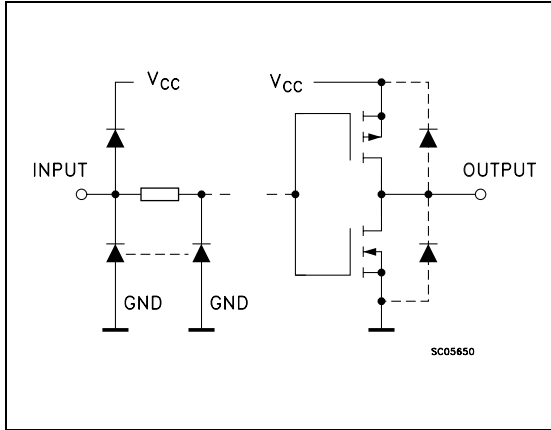 VCC
VCC
INPUT
OUTPUT
GND
GND
SC05650